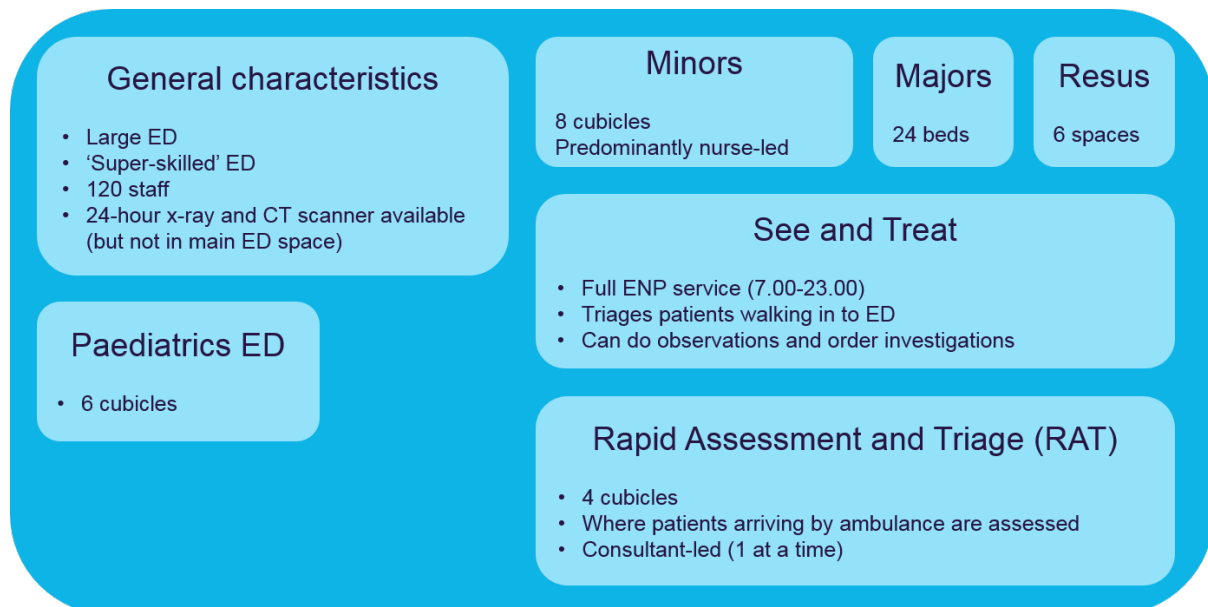 General characteristics
• Large ED
• ‘Super-skilled’ ED
• 120 staff
• 24-hour x-ray and CT scanner available
(but not in main ED space)
Paediatrics ED
• 6 cubicles
Minors
8 cubicles
Predominantly nurse-led
Majors
24 beds
Resus
6 spaces
See and Treat
• Full ENP service (7.00-23.00)
• Triages patients walking in to ED
• Can do observations and order investigations
Rapid Assessment and Triage (RAT)
• 4 cubicles
• Where patients arriving by ambulance are assessed
• Consultant-led (1 at a time)